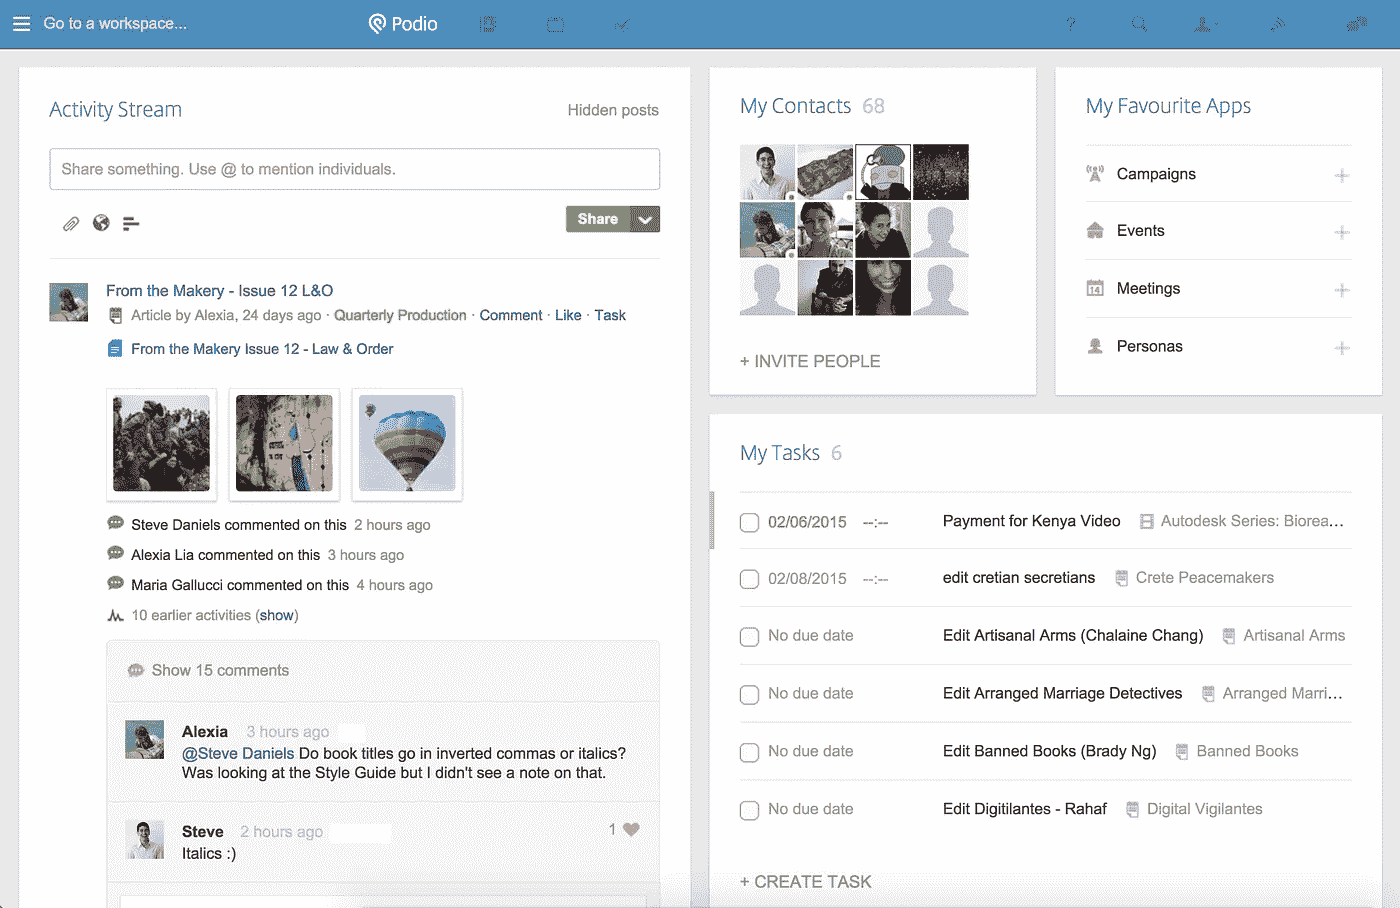 Go to a workspace...
Podio
Activity Stream
Hidden posts
Share something. Use @ to mention individuals.
Share
From the Makery - Issue 12 L&O
Article by Alexia, 24 days ago · Quarterly Production · Comment · Like · Task
From the Makery Issue 12 - Law & Order
Steve Daniels commented on this 2 hours ago
Alexia Lia commented on this 3 hours ago
Maria Gallucci commented on this 4 hours ago
10 earlier activities (show)
Show 15 comments
Alexia 3 hours ago
@Steve Daniels Do book titles go in inverted commas or italics?
Was looking at the Style Guide but I didn't see a note on that.
Steve 2 hours ago
1
Italics :)
My Contacts 68
+ INVITE PEOPLE
My Favourite Apps
Campaigns
Events
14
Meetings
Personas
My Tasks 6
02/06/2015 --:-- Payment for Kenya Video Autodesk Series: Biorea...
02/08/2015 --:-- edit cretian secretians Crete Peacemakers
No due date Edit Artisanal Arms (Chalaine Chang) Artisanal Arms
No due date Edit Arranged Marriage Detectives Arranged Marri...
No due date Edit Banned Books (Brady Ng) Banned Books
No due date Edit Digitilantes - Rahaf Digital Vigilantes
+ CREATE TASK